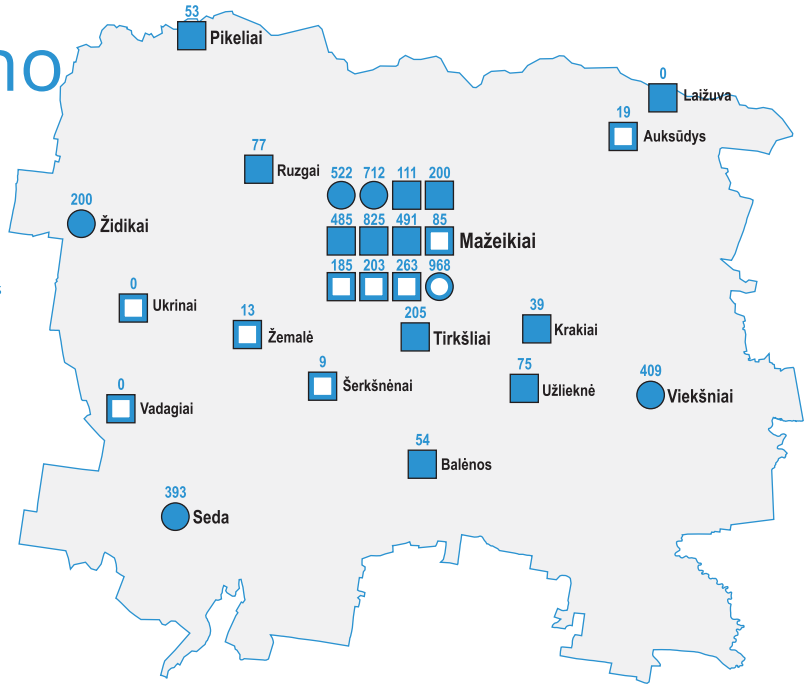 53
Pikeliai
no
0
Laižuva
19
Auksūdys
77
Ruzgai
522 712 111 200
200
Židikai
485 825 491 85
Mažeikiai
185 203 263 968
0
Ukrinai
13
Žemalė
205
Tirkšliai
39
Krakiai
9
Šerkšnėnai
75
Užlieknė
409
Viekšniai
0
Vadagiai
54
Balėnos
393
Seda